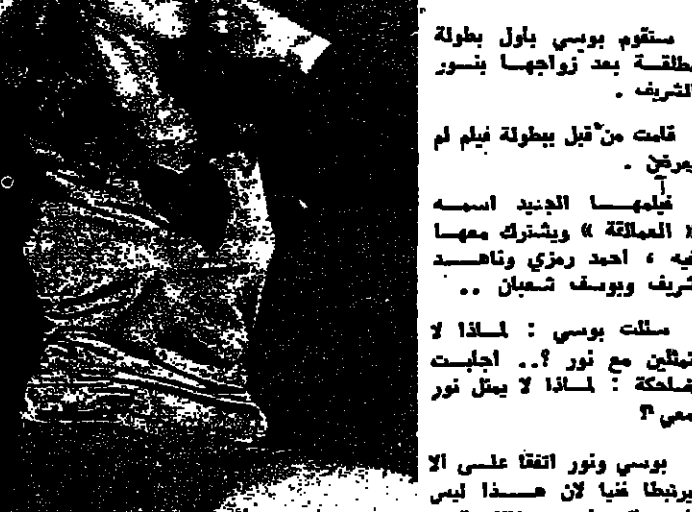 ستقوم بوسي بأول بطولة
مطلقة بعد زواجها بنور
الشريف .
قامت من قبل ببطولة فيلم لم
يعرض .
فيلمها الجديد اسمه
« العمالقة » ويشترك معها
فيه ، احمد رمزي وناهد
شريف ويوسف شعبان ..
سئلت بوسي : لماذا لا
تمثلين مع نور ؟.. اجابت
ضاحكة : لماذا لا يمثل نور
معي ؟!
بوسي ونور اتفقا على الا
يرتبطا فنيا لان هذا ليس